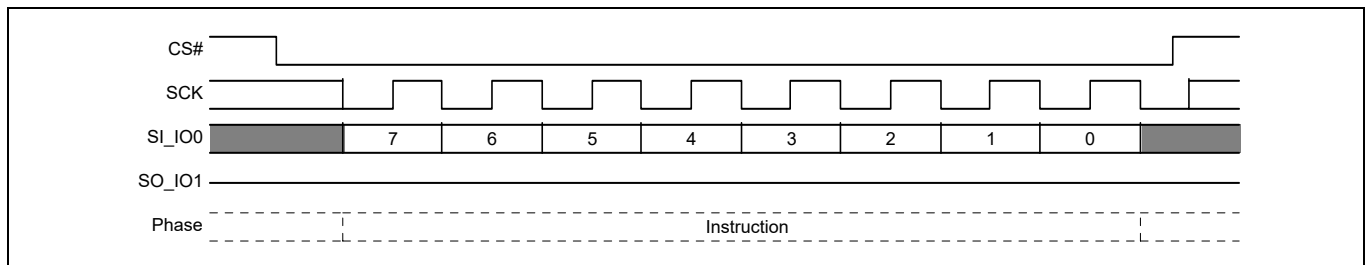 CS#
SCK
SI_IO0 7 6 5 4 3 2 1 0
SO_IO1
Phase Instruction